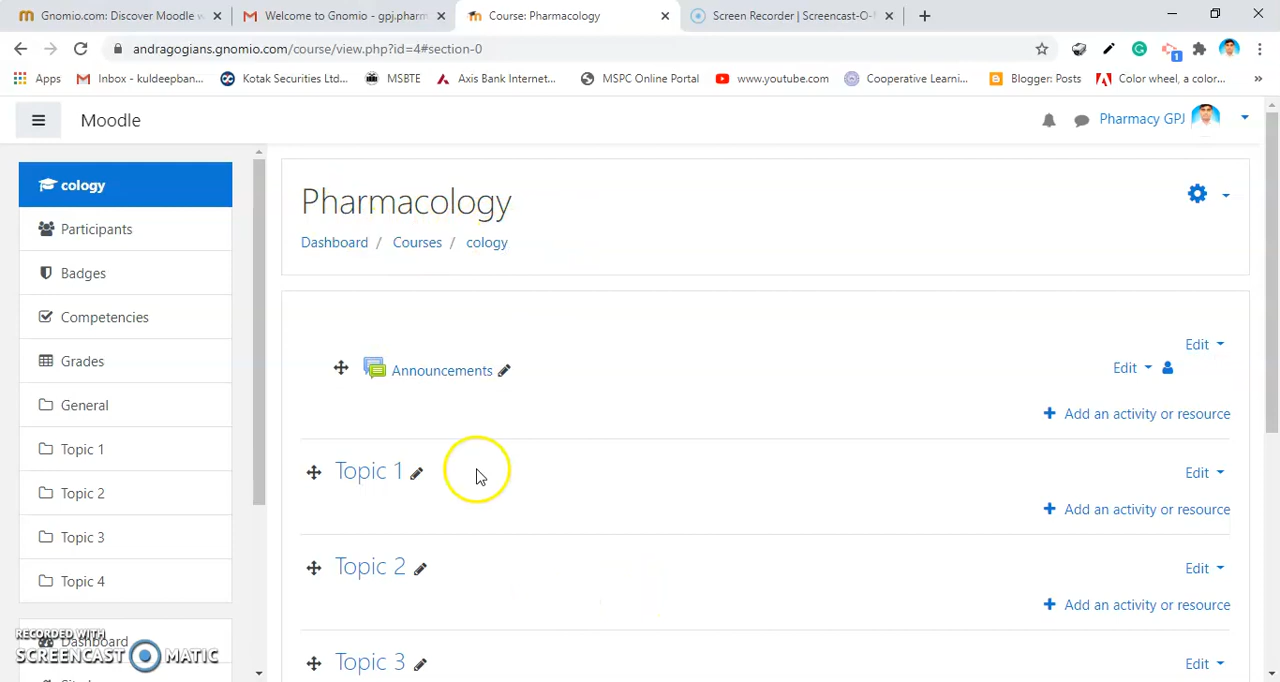 Gnomio.com: Discover Moodle w
Welcome to Gnomio - gpj.pharm
Course: Pharmacology
Screen Recorder | Screencast-O-
andragogians.gnomio.com/course/view.php?id=4#section-0
Apps
Inbox - kuldeepban...
Kotak Securities Ltd...
MSBTE
Axis Bank Internet...
MSPC Online Portal
www.youtube.com
Cooperative Learni...
Blogger: Posts
Color wheel, a color...
»
1
Moodle
Pharmacy GPJ
cology
Participants
Badges
Competencies
Grades
General
Topic 1
Topic 2
Topic 3
Topic 4
Dashboard
RECORDED WITH
SCREENCAST MATIC
Pharmacology
Dashboard / Courses / cology
Edit
Announcements
Edit
+ Add an activity or resource
Topic 1
Edit
+ Add an activity or resource
Topic 2
Edit
+ Add an activity or resource
Topic 3
Edit